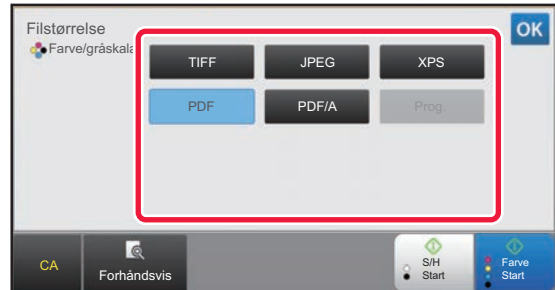 Filstørrelse
OK
Farve/gråskala
TIFF
JPEG
XPS
PDF
PDF/A
Prog.
CA
Forhåndsvis
S/H
Start
Farve
Start